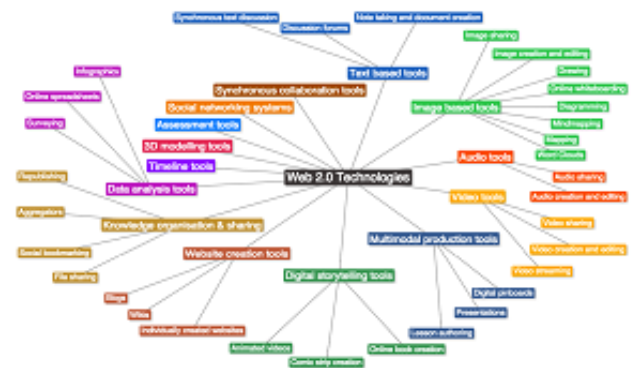 Synchronous text discussion
Note taking and document creation
Discussion forums
Text based tools
Image sharing
Image creation and editing
Drawing
Online whiteboarding
Diagramming
Mindmapping
Mapping
Word Clouds
Image based tools
Infographics
Online spreadsheets
Surveying
Synchronous collaboration tools
Social networking systems
Assessment tools
3D modelling tools
Timeline tools
Data analysis tools
Web 2.0 Technologies
Audio tools
Audio sharing
Audio creation and editing
Video tools
Video sharing
Video creation and editing
Video streaming
Republishing
Aggregators
Knowledge organisation & sharing
Social bookmarking
File sharing
Website creation tools
Blogs
Wikis
Individually created websites
Multimodal production tools
Digital pinboards
Presentations
Lesson authoring
Digital storytelling tools
Animated videos
Comic strip creation
Online book creation